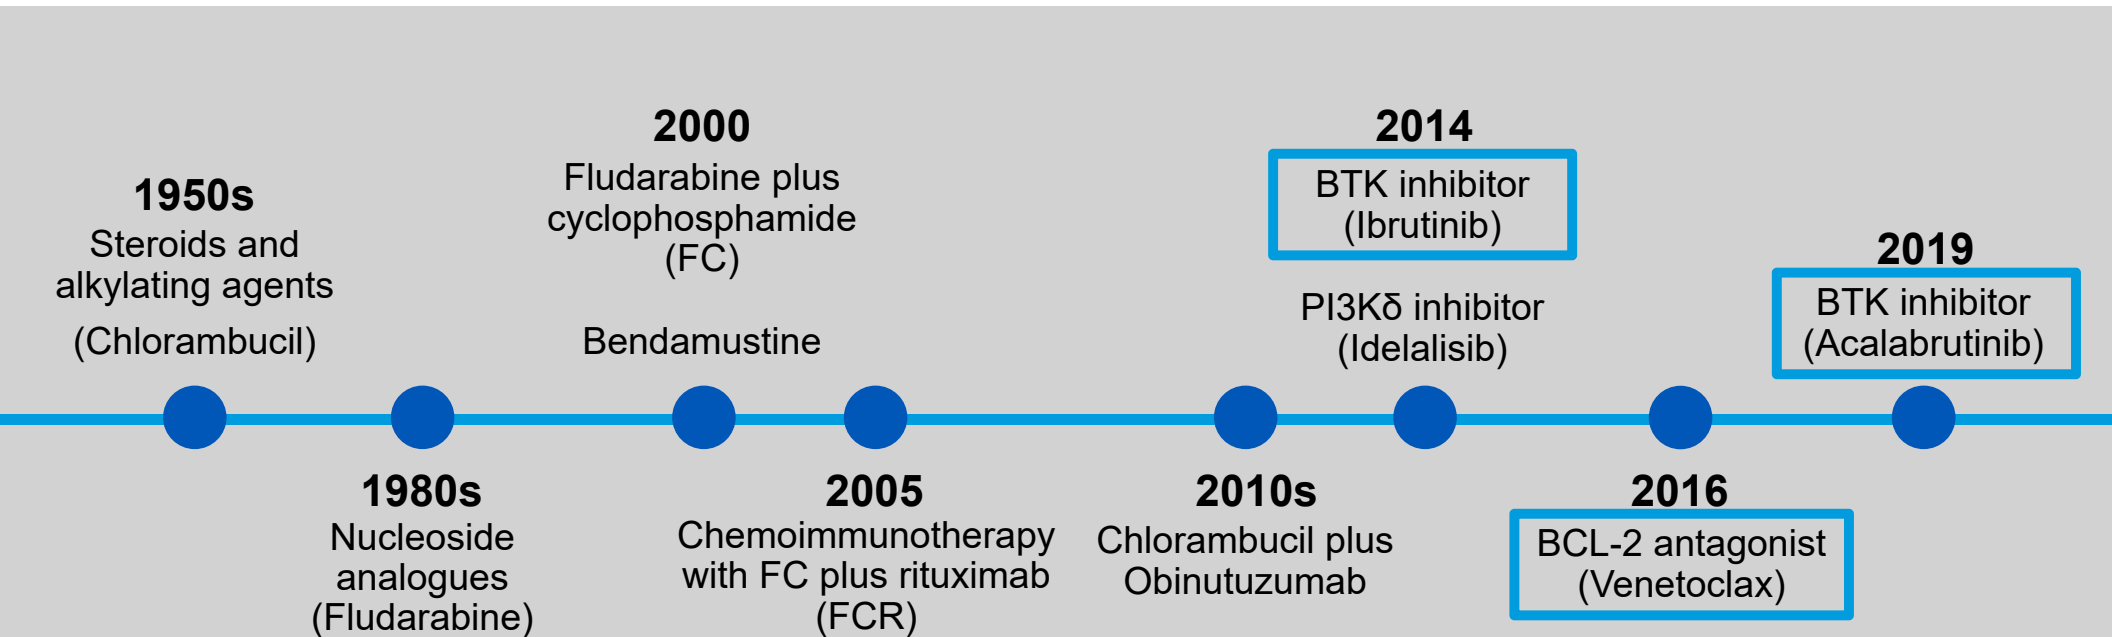 1950s
Steroids and
alkylating agents
(Chlorambucil)
1980s
Nucleoside
analogues
(Fludarabine)
2000
Fludarabine plus
cyclophosphamide
(FC)
Bendamustine
2005
Chemoimmunotherapy
with FC plus rituximab
(FCR)
2010s
Chlorambucil plus
Obinutuzumab
2014
BTK inhibitor
(Ibrutinib)
PI3Kδ inhibitor
(Idelalisib)
2016
BCL-2 antagonist
(Venetoclax)
2019
BTK inhibitor
(Acalabrutinib)